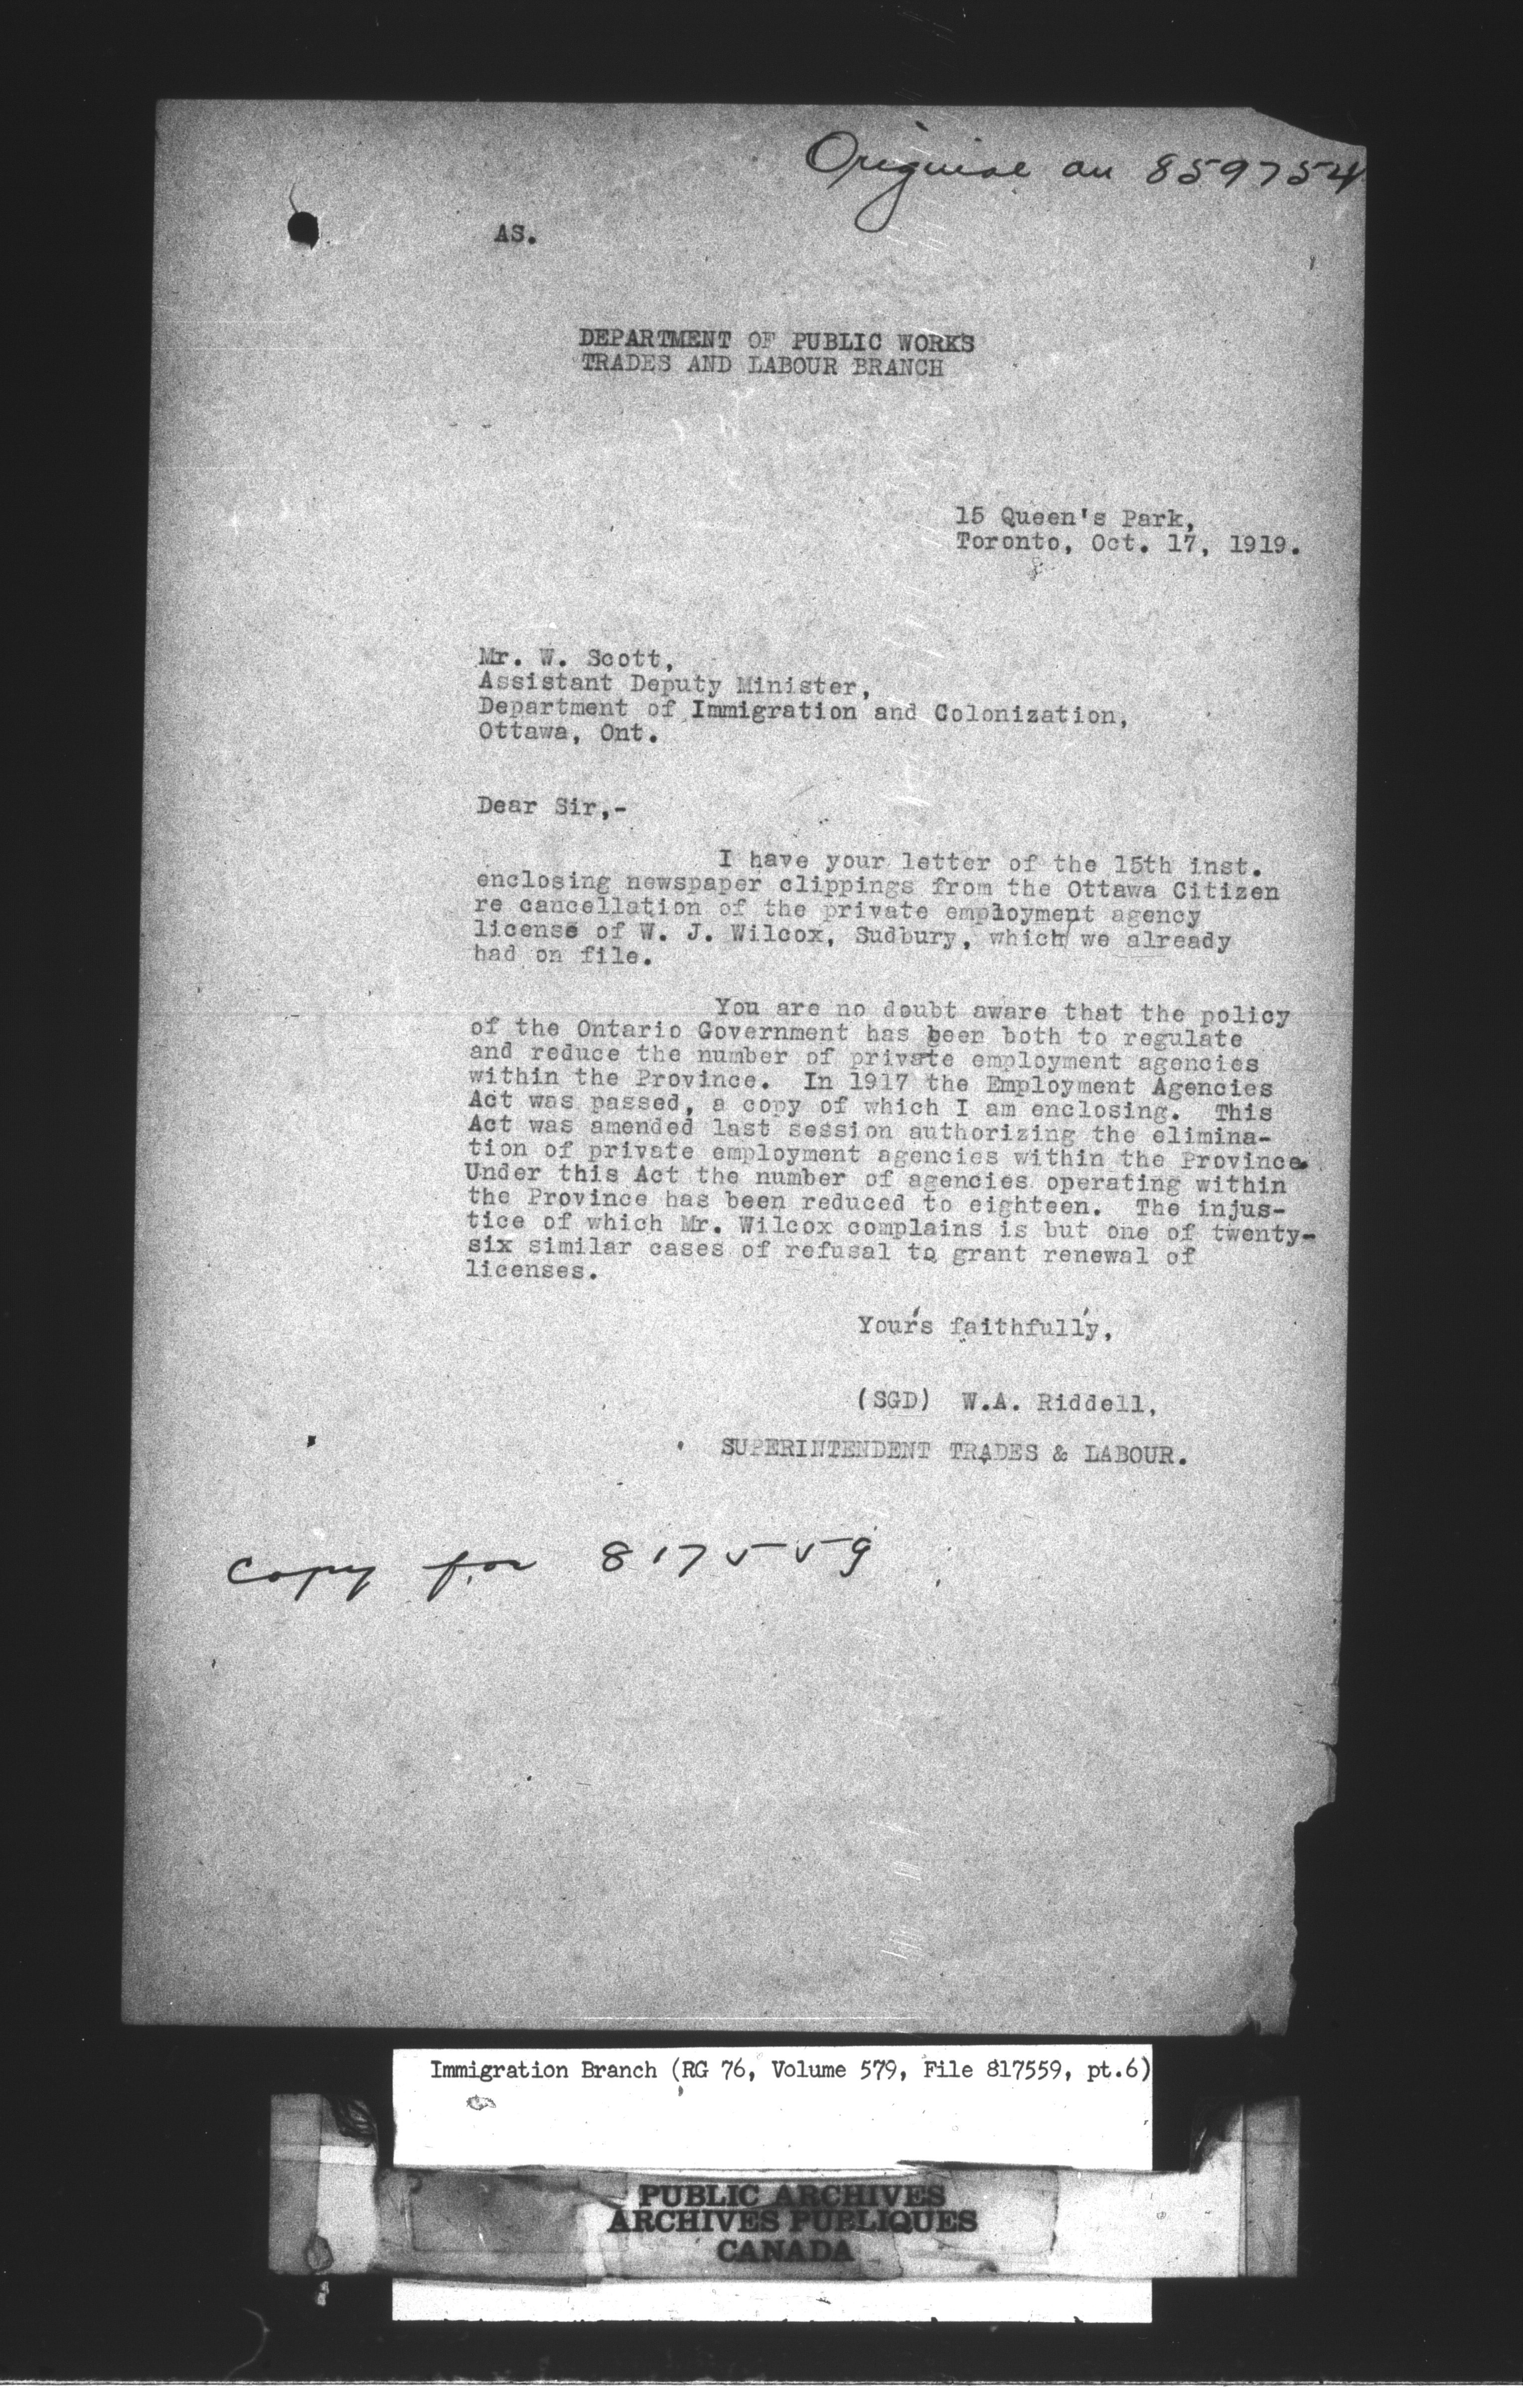 Original on 859754
AS.
DEPARTMENT OF PUBLIC WORKS
TRADES AND LABOUR BRANCH
15 Queen's Park,
Toronto, Oct. 17, 1919.
Mr. W. Scott,
Assistant Deputy Minister,
Department of Immigration and Colonization,
Ottawa, Ont.
Dear Sir,-
I have your letter of the 15th inst.
enclosing newspaper clippings from the Ottawa Citizen
re cancellation of the private employment agency
license of W. J. Wilcox, Sudbury, which we already
had on file.
You are no doubt aware that the policy
of the Ontario Government has been both to regulate
and reduce the number of private employment agencies
within the Province. In 1917 the Employment Agencies
Act was passed, a copy of which I am enclosing. This
Act was amended last session authorizing the elimina-
tion of private employment agencies within the Province.
Under this Act the number of agencies operating within
the Province has been reduced to eighteen. The injus-
tice of which Mr. Wilcox complains is but one of twenty-
six similar cases of refusal to grant renewal of
licenses.
Yours faithfully,
(SGD) W.A. Riddell,
SUPERINTENDENT TRADES & LABOUR.
Copy for 817559
Immigration Branch (RG 76, Volume 579, File 817559, pt.6)
PUBLIC ARCHIVES
ARCHIVES PUBLIQUES
CANADA